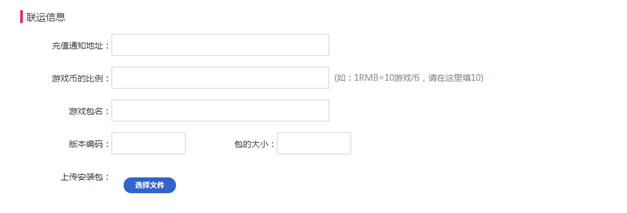 联运信息
充值通知地址：
游戏币的比例： (如：1RMB=10游戏币，请在这里填10)
游戏包名：
版本编码： 包的大小：
上传安装包： 选择文件